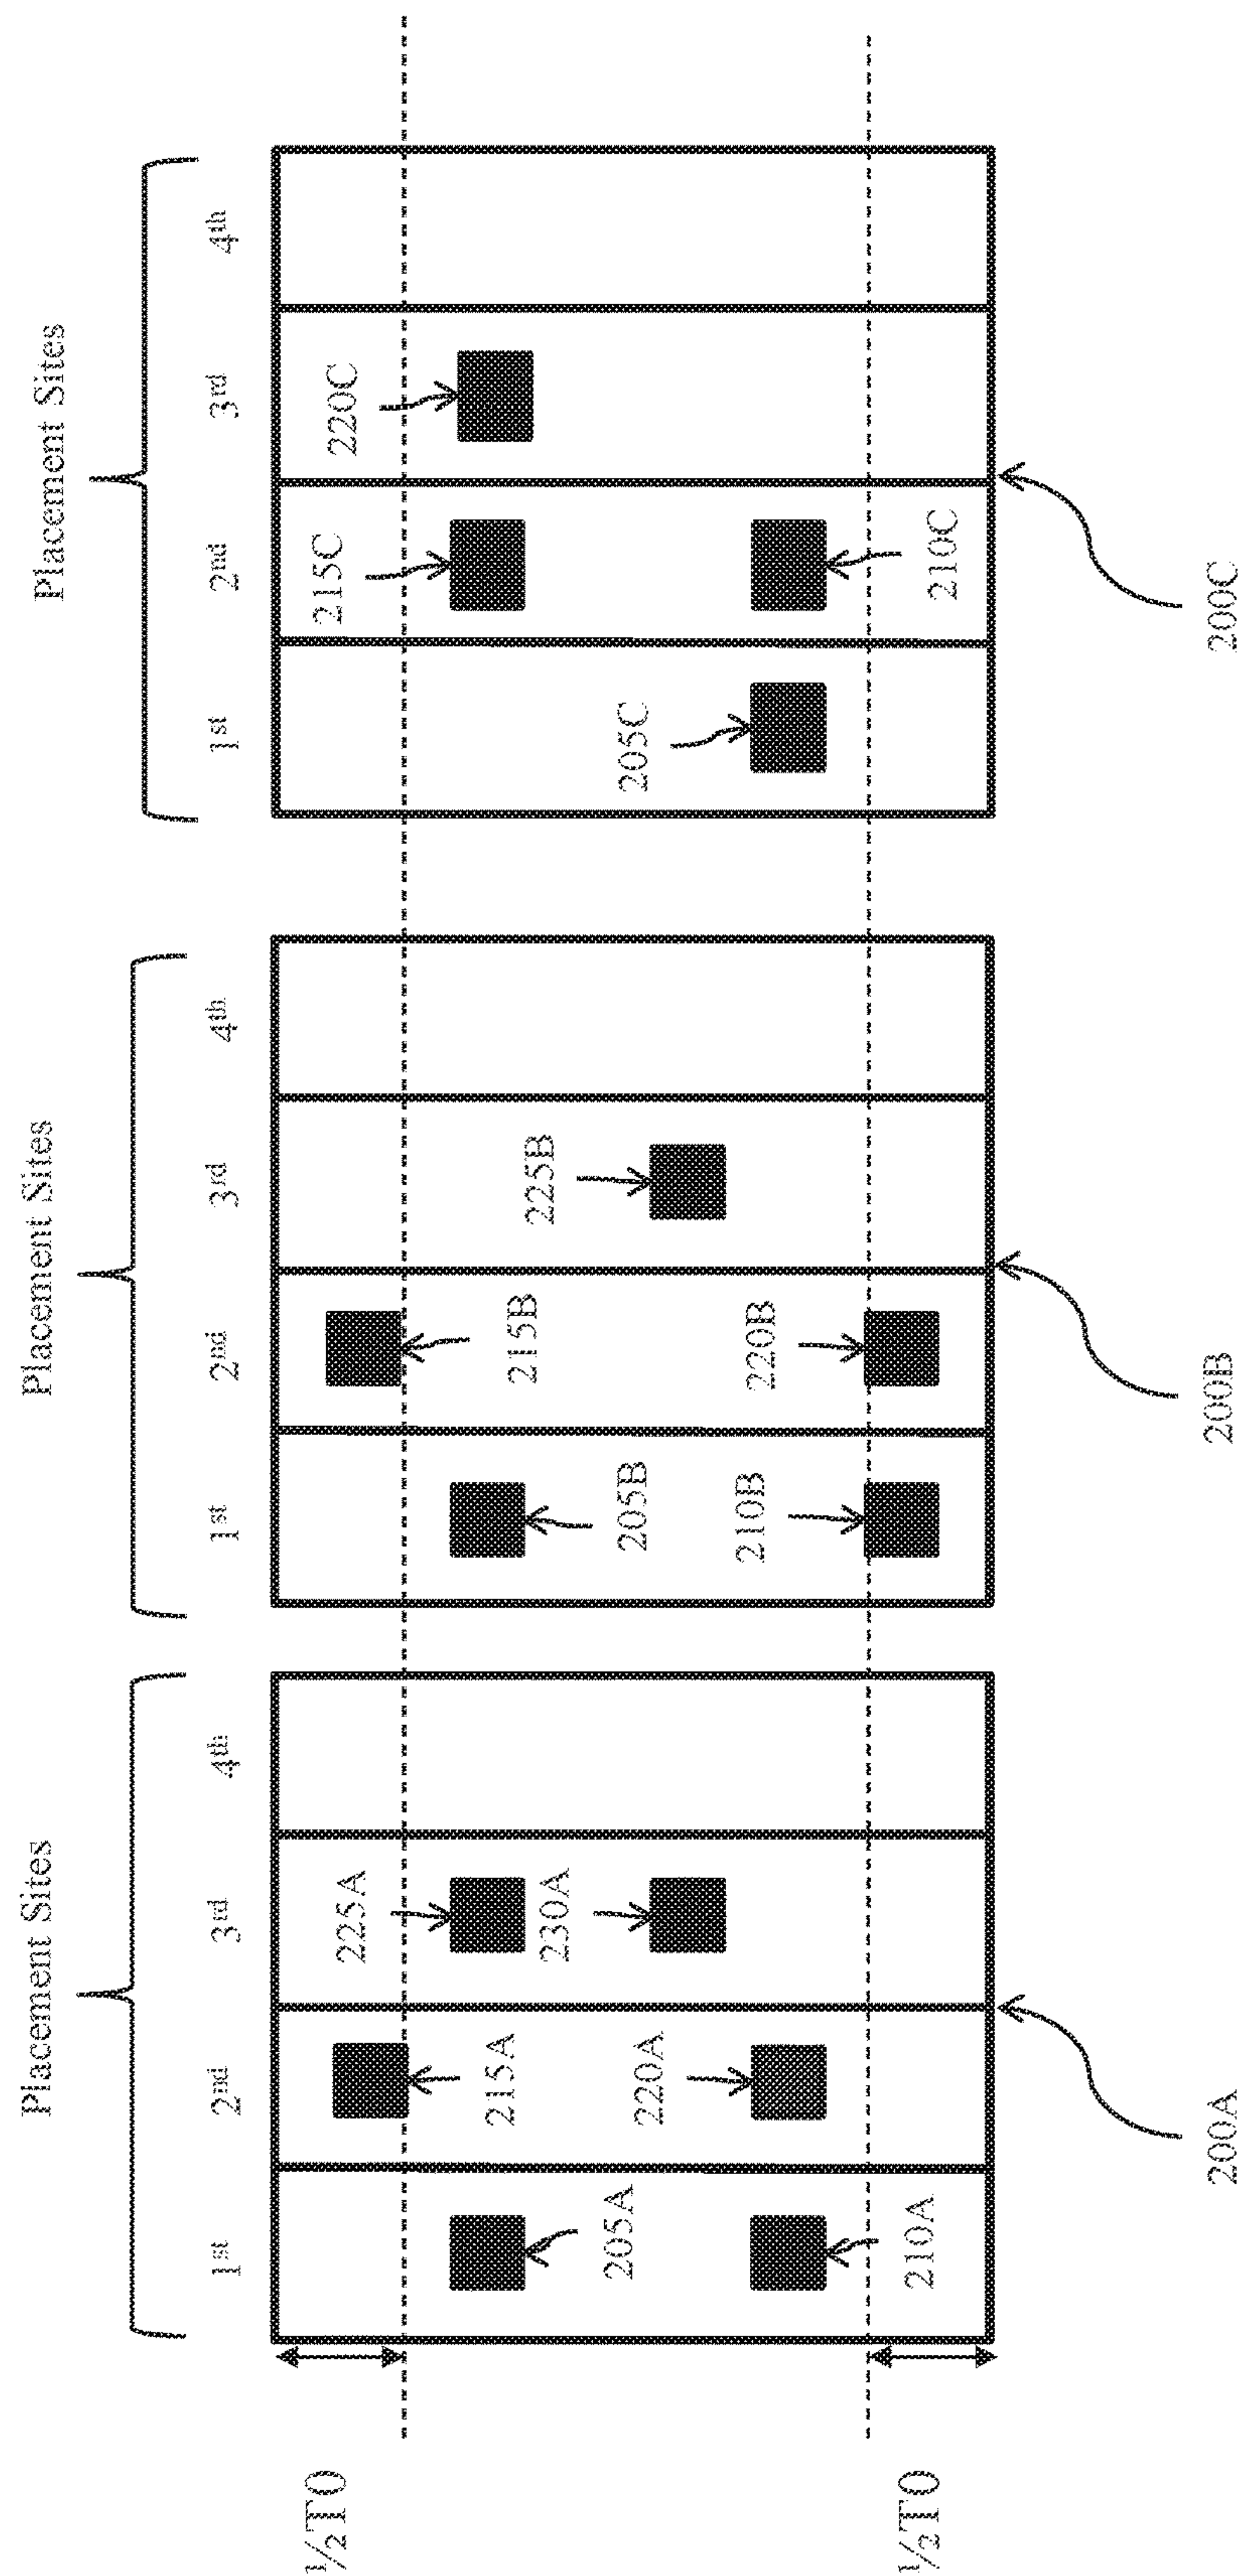 Placement Sites
Placement Sites
Placement Sites
1st
2nd
3rd
4th
1st
2nd
3rd
4th
1st
2nd
3rd
4th
½T0
½T0
205A
210A
215A
220A
225A
230A
205B
210B
215B
220B
225B
205C
210C
215C
220C
200A
200B
200C